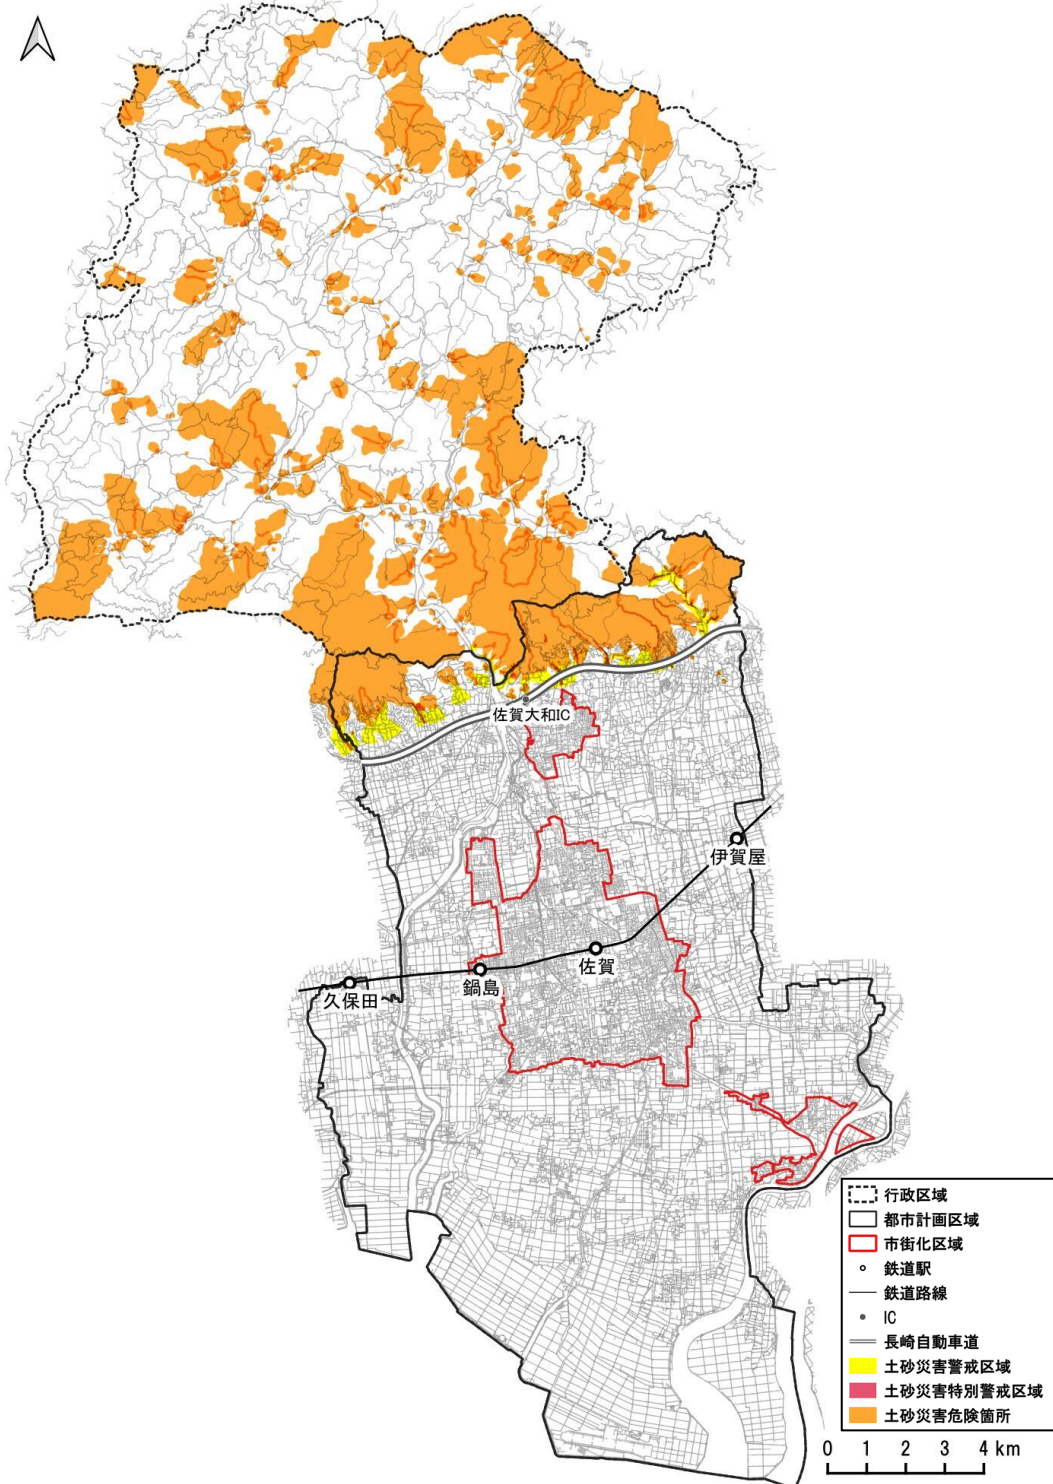 佐賀大和IC
伊賀屋
佐賀
鍋島
久保田
行政区域
都市計画区域
市街化区域
鉄道駅
鉄道路線
IC
長崎自動車道
土砂災害警戒区域
土砂災害特別警戒区域
土砂災害危険箇所
0 1 2 3 4 km